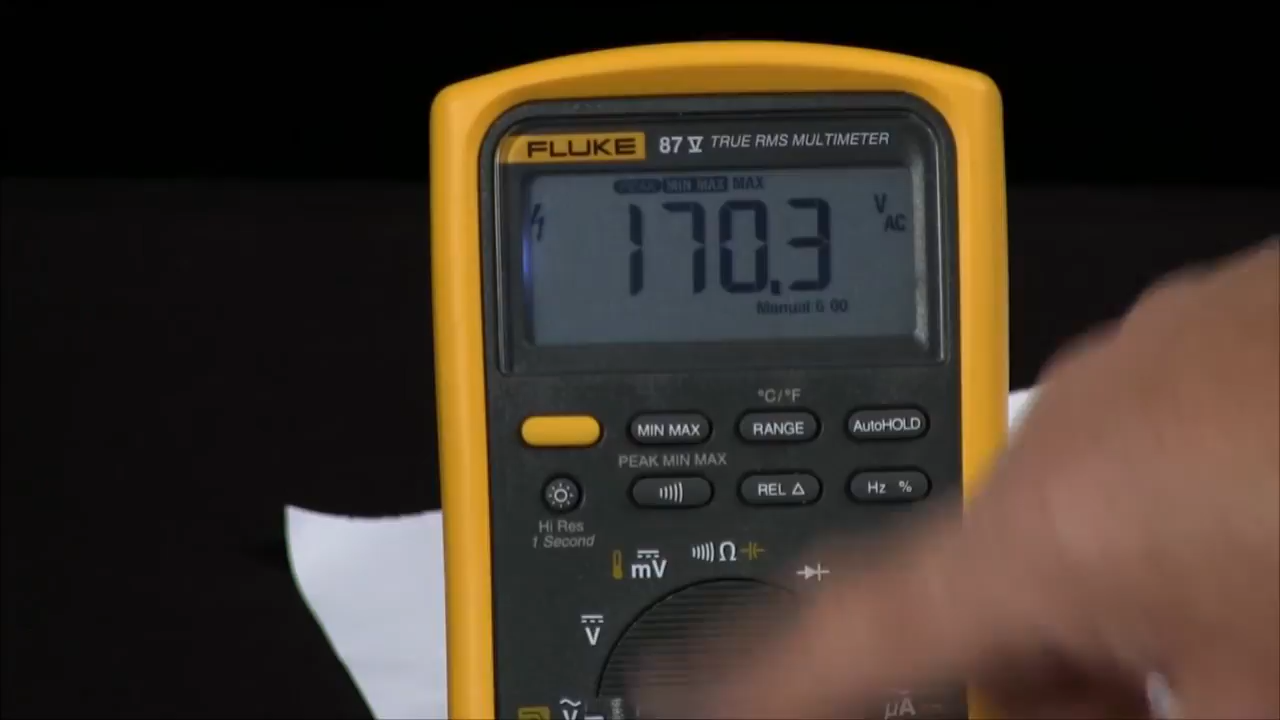 FLUKE 87 V TRUE RMS MULTIMETER
PEAK MIN MAX MAX
170.3 V AC
Manual 6 00
°C/°F
MIN MAX RANGE AutoHOLD
PEAK MIN MAX
REL Δ Hz %
Hi Res
1 Second
mV Ω
V
V
µA